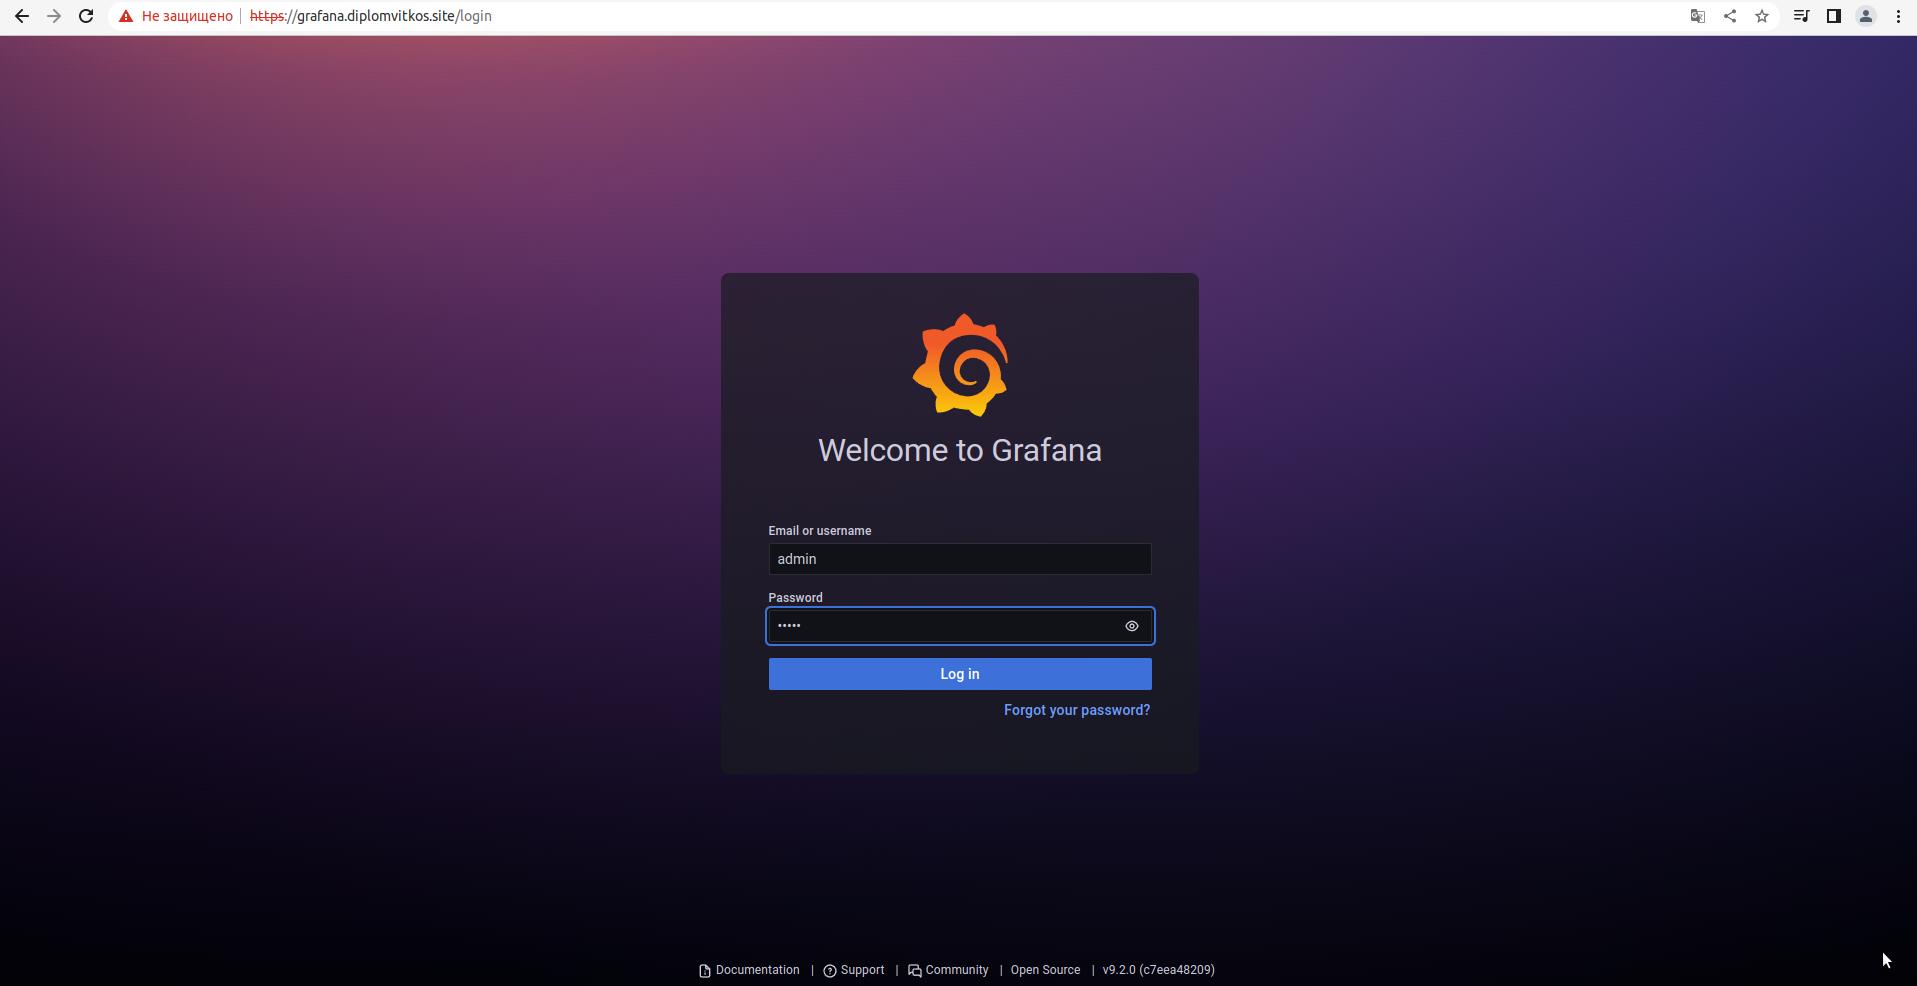 Не защищено https://grafana.diplomvitkos.site/login
Welcome to Grafana
Email or username
admin
Password
•••••
Log in
Forgot your password?
Documentation | Support | Community | Open Source | v9.2.0 (c7eea48209)